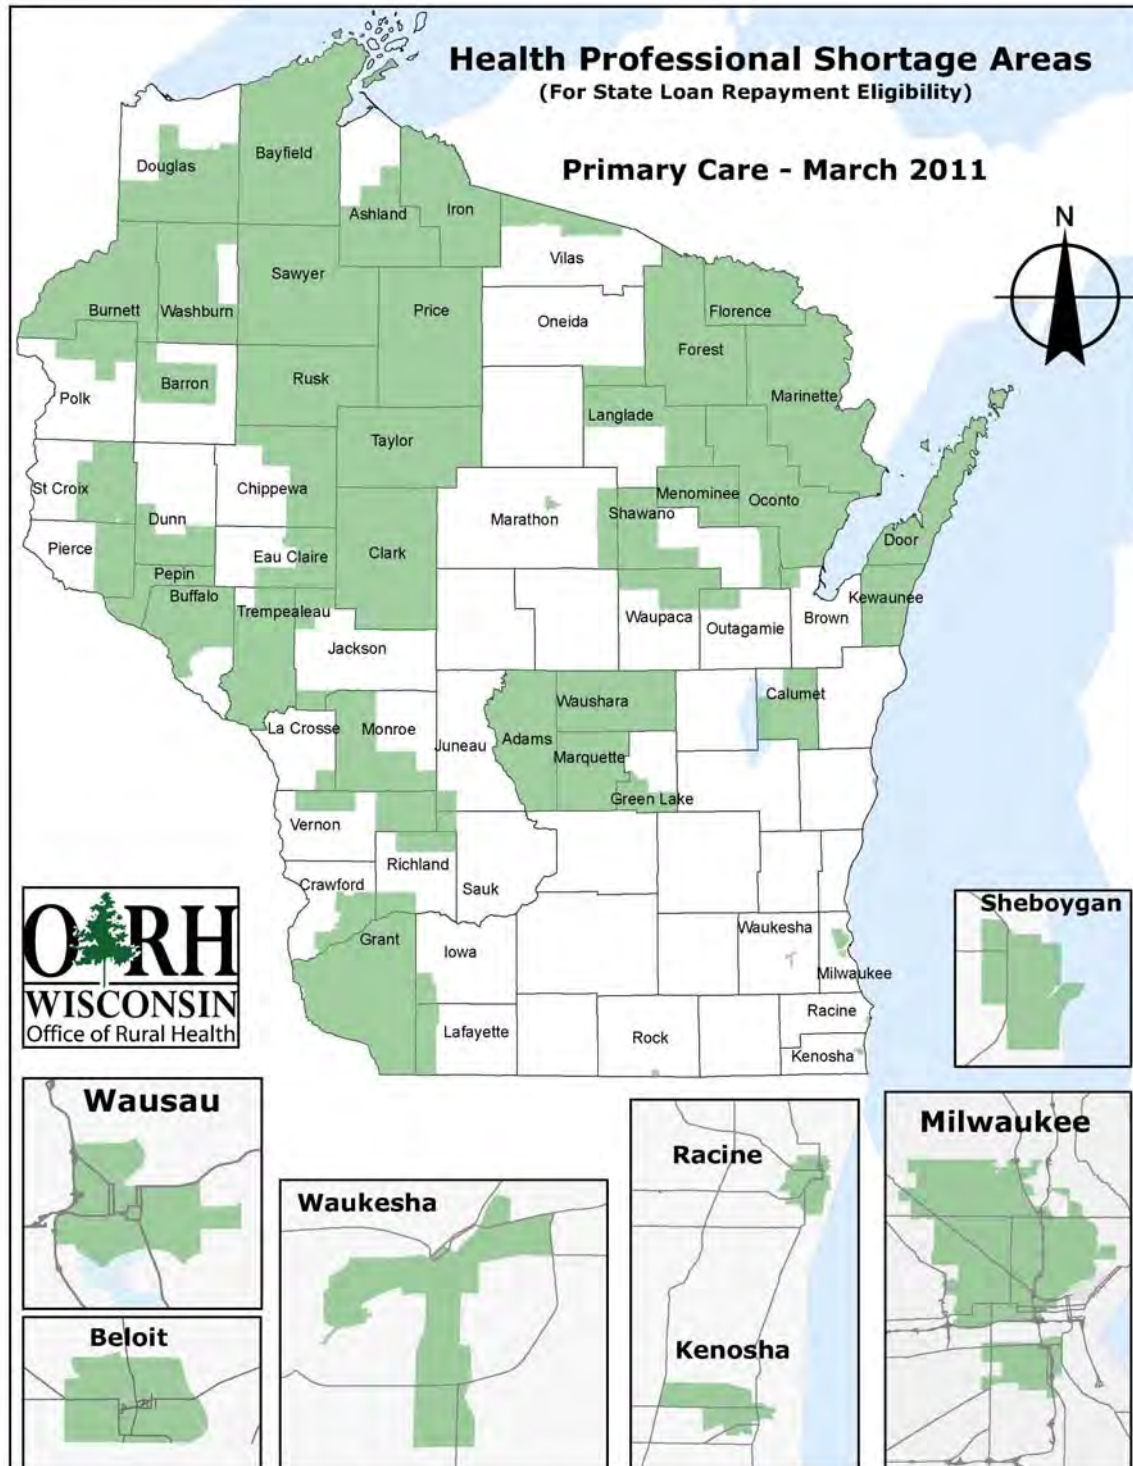 Health Professional Shortage Areas
(For State Loan Repayment Eligibility)
Primary Care - March 2011
N
Douglas
Bayfield
Ashland
Iron
Vilas
Burnett
Washburn
Sawyer
Price
Oneida
Florence
Forest
Polk
Barron
Rusk
Marinette
Langlade
Taylor
St Croix
Chippewa
Dunn
Marathon
Shawano
Menominee
Oconto
Pierce
Eau Claire
Clark
Door
Pepin
Buffalo
Trempealeau
Waupaca
Outagamie
Brown
Kewaunee
Jackson
Waushara
Calumet
La Crosse
Monroe
Juneau
Adams
Marquette
Green Lake
Vernon
Richland
Crawford
Sauk
Grant
Iowa
Waukesha
Milwaukee
Lafayette
Rock
Racine
Kenosha
ORH
WISCONSIN
Office of Rural Health
Sheboygan
Wausau
Beloit
Waukesha
Racine
Kenosha
Milwaukee